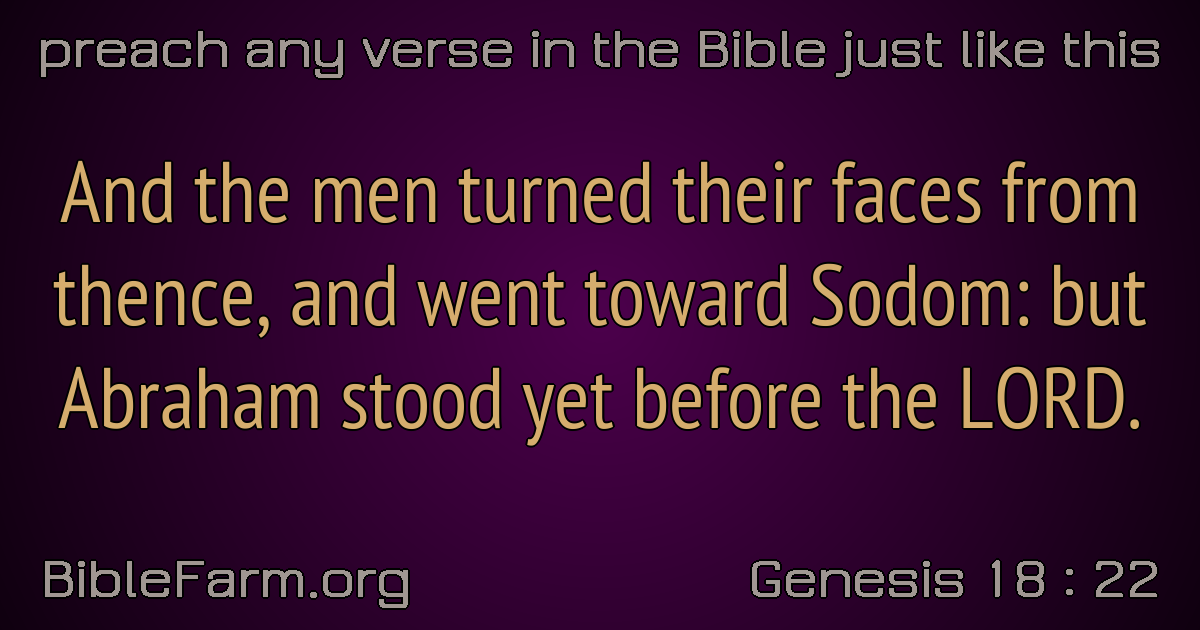 preach any verse in the Bible just like this
And the men turned their faces from
thence, and went toward Sodom: but
Abraham stood yet before the LORD.
BibleFarm.org
Genesis 18 : 22